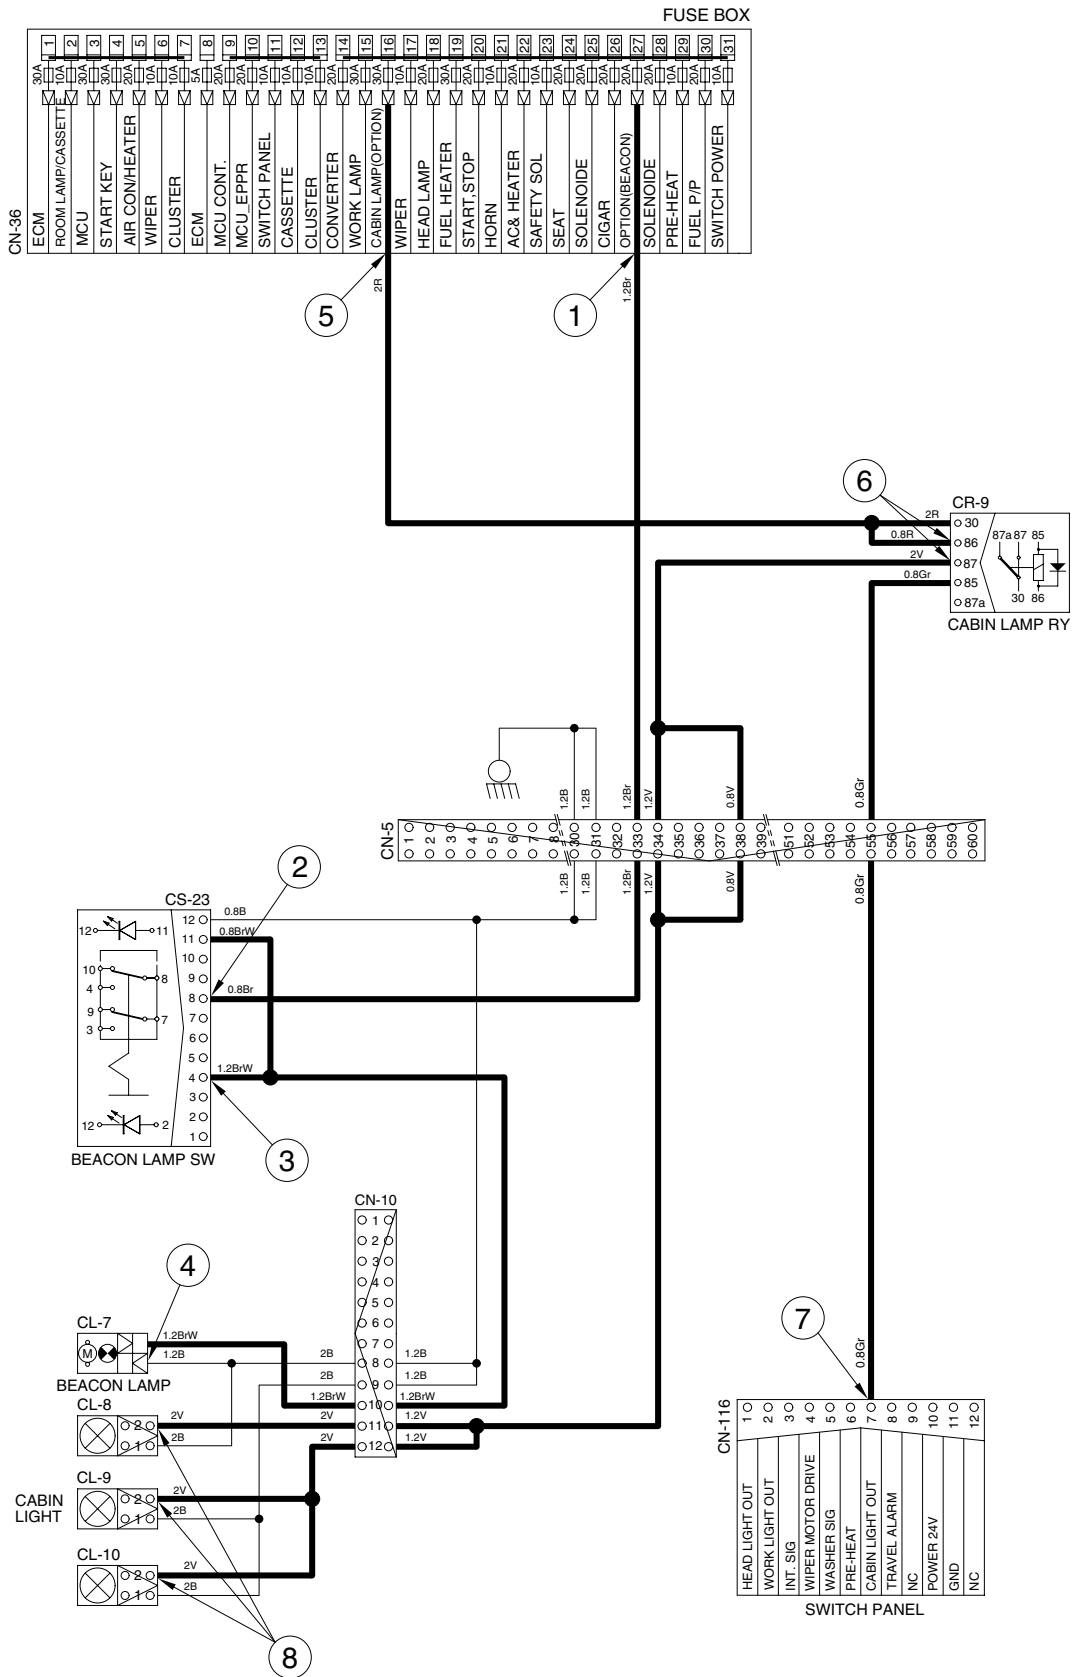 FUSE BOX
CN-36
1 2 3 4 5 6 7 8 9 10 11 12 13 14 15 16 17 18 19 20 21 22 23 24 25 26 27 28 29 30 31
30A 10A 30A 30A 20A 10A 10A 5A 20A 10A 10A 10A 10A 20A 20A 30A 10A 20A 30A 20A 10A 20A 10A 20A 10A 20A 20A 20A 10A 20A 10A
ECM
ROOM LAMP/CASSETTE
MCU
START KEY
AIR CON/HEATER
WIPER
CLUSTER
ECM
MCU CONT.
MCU_EPPR
SWITCH PANEL
CASSETTE
CLUSTER
CONVERTER
WORK LAMP
CABIN LAMP(OPTION)
WIPER
HEAD LAMP
FUEL HEATER
START,STOP
HORN
AC& HEATER
SAFETY SOL
SEAT
SOLENOIDE
CIGAR
OPTION(BEACON)
SOLENOIDE
PRE-HEAT
FUEL P/P
SWITCH POWER
5
2R
1
1.2Br
6
CR-9
2R
30
0.8R
86
2V
87
0.8Gr
85
87a
87a 87 85
30 86
CABIN LAMP RY
1.2B 1.2B 1.2Br 1.2V 0.8V 0.8Gr
CN-5
1 2 3 4 5 6 7 8 30 31 32 33 34 35 36 37 38 39 51 52 53 54 55 56 57 58 59 60
1.2B 1.2B 1.2Br 1.2V 0.8V 0.8Gr
2
CS-23
12 0.8B
11 0.8BrW
10
9
8 0.8Br
7
6
5
4 1.2BrW
3
2
1
12 11
10 8
4
9 7
3
12 2
BEACON LAMP SW
3
CN-10
1
2
3
4
5
6
7
2B 8 1.2B
2B 9 1.2B
1.2BrW 10 1.2BrW
2V 11 1.2V
2V 12 1.2V
4
CL-7
M
1.2BrW
1.2B
BEACON LAMP
CL-8
2 2V
1 2B
CABIN
LIGHT
CL-9
2 2V
1 2B
CL-10
2 2V
1 2B
8
7
0.8Gr
CN-116
1 2 3 4 5 6 7 8 9 10 11 12
HEAD LIGHT OUT
WORK LIGHT OUT
INT. SIG
WIPER MOTOR DRIVE
WASHER SIG
PRE-HEAT
CABIN LIGHT OUT
TRAVEL ALARM
NC
POWER 24V
GND
NC
SWITCH PANEL